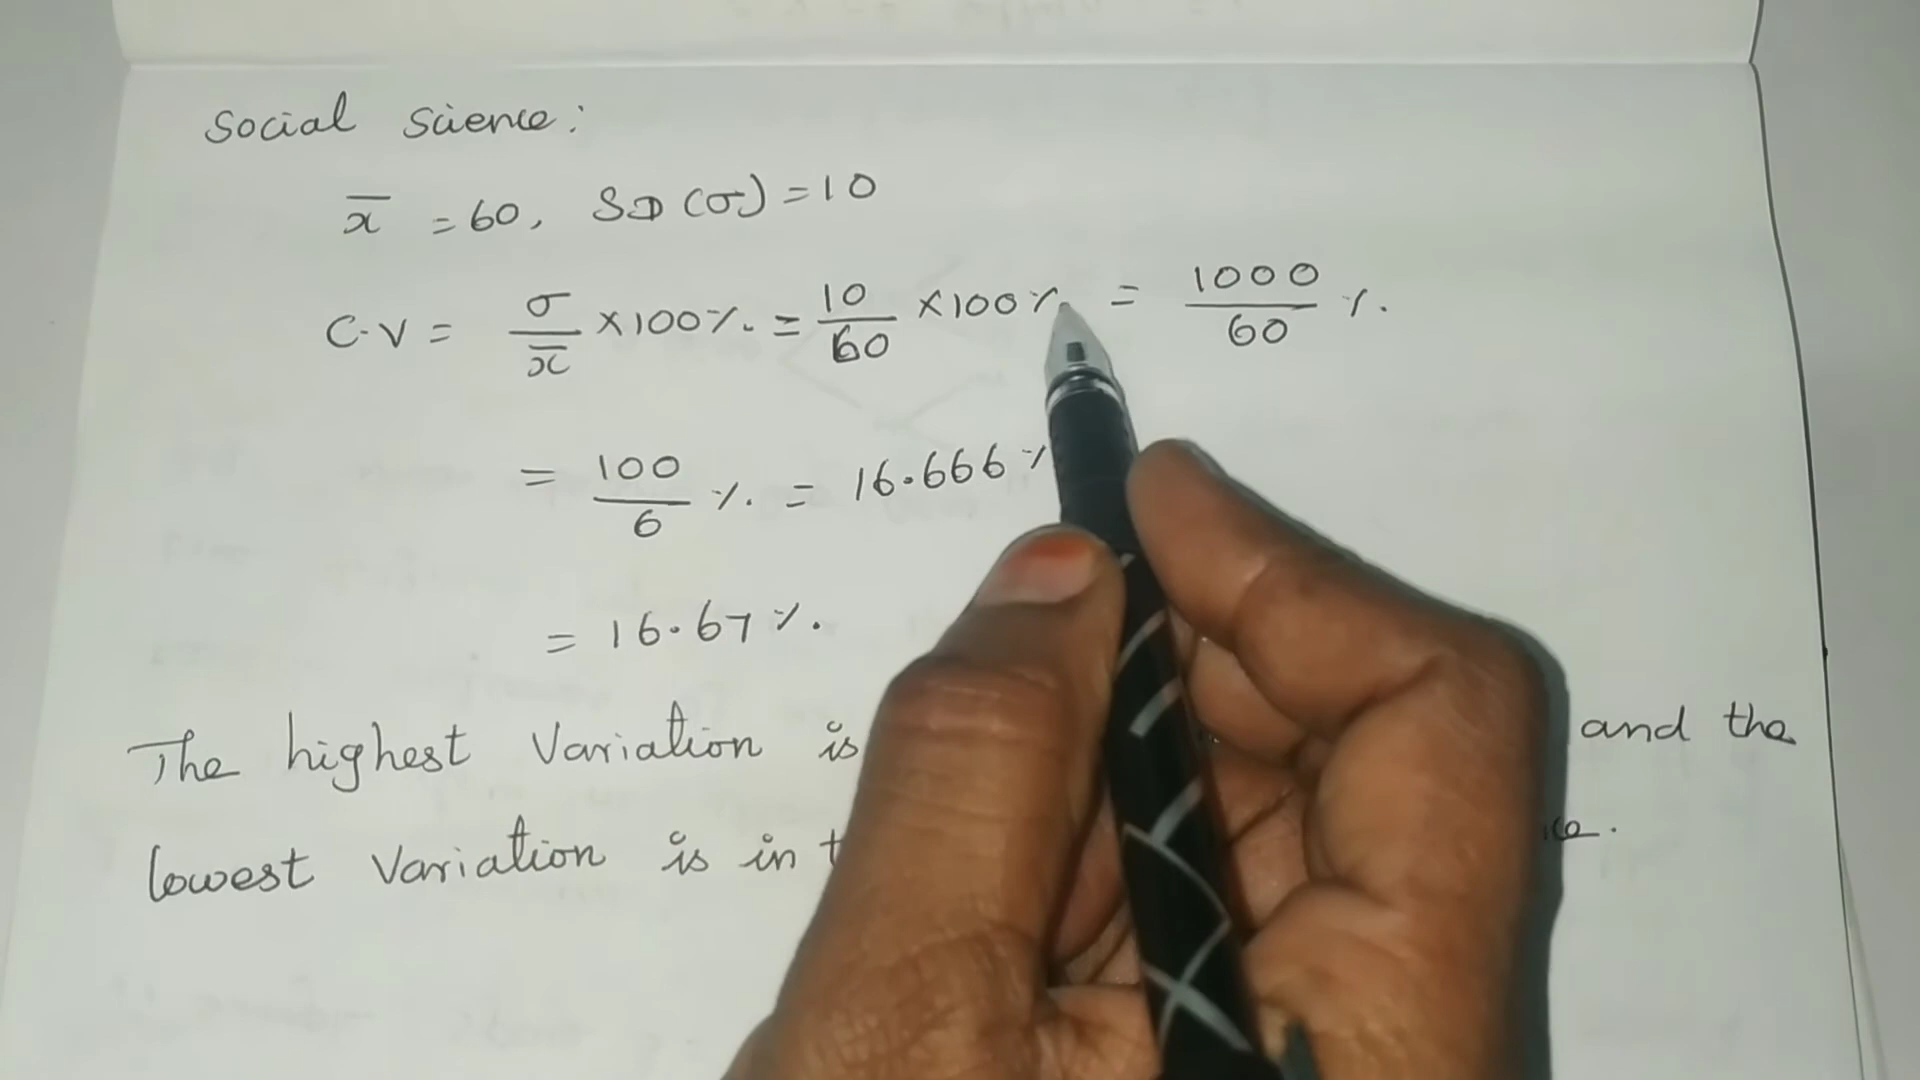 Social Science:
x̄ = 60, SD (σ) = 10
C.V = σ/x̄ × 100% = 10/60 × 100% = 1000/60 %.
= 100/6 %. = 16.666 %
= 16.67 %.
The highest Variation is and the
lowest Variation is in